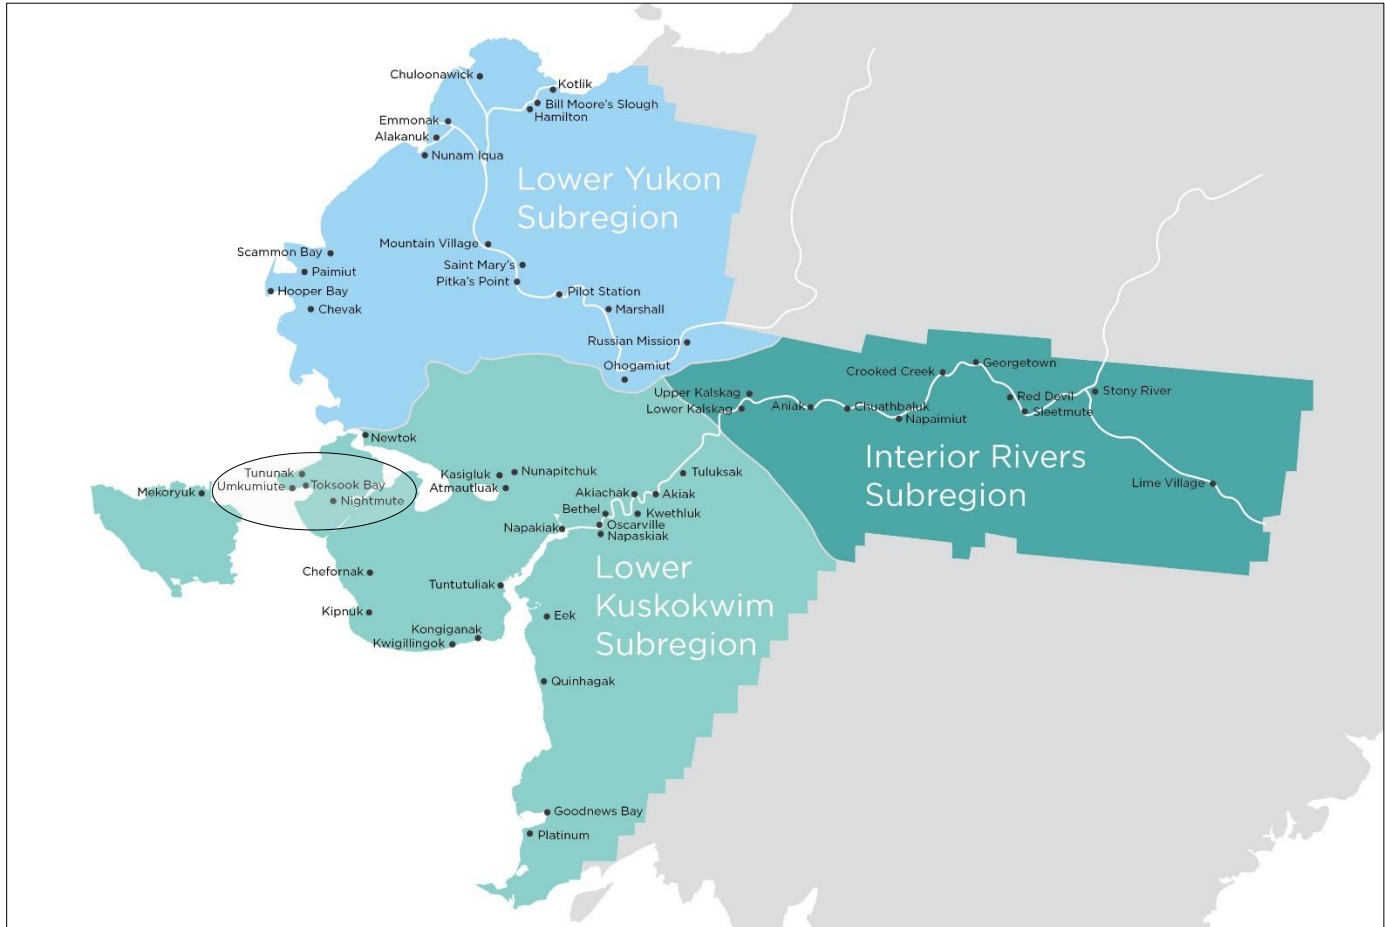 Chuloonawick
Kotlik
Bill Moore's Slough
Hamilton
Emmonak
Alakanuk
Nunam Iqua
Lower Yukon
Subregion
Mountain Village
Scammon Bay
Saint Mary's
Paimiut
Pitka's Point
Hooper Bay
Pilot Station
Chevak
Marshall
Russian Mission
Ohogamiut
Georgetown
Crooked Creek
Upper Kalskag
Red Devil
Stony River
Lower Kalskag
Aniak
Chuathbaluk
Sleetmute
Napaimiut
Newtok
Interior Rivers
Subregion
Tununak
Kasigluk
Nunapitchuk
Tuluksak
Umkumiute
Toksook Bay
Atmautluak
Lime Village
Mekoryuk
Nightmute
Akiachak
Akiak
Bethel
Kwethluk
Napakiak
Oscarville
Napaskiak
Lower
Kuskokwim
Subregion
Chefornak
Tuntutuliak
Kipnuk
Eek
Kongiganak
Kwigillingok
Quinhagak
Goodnews Bay
Platinum